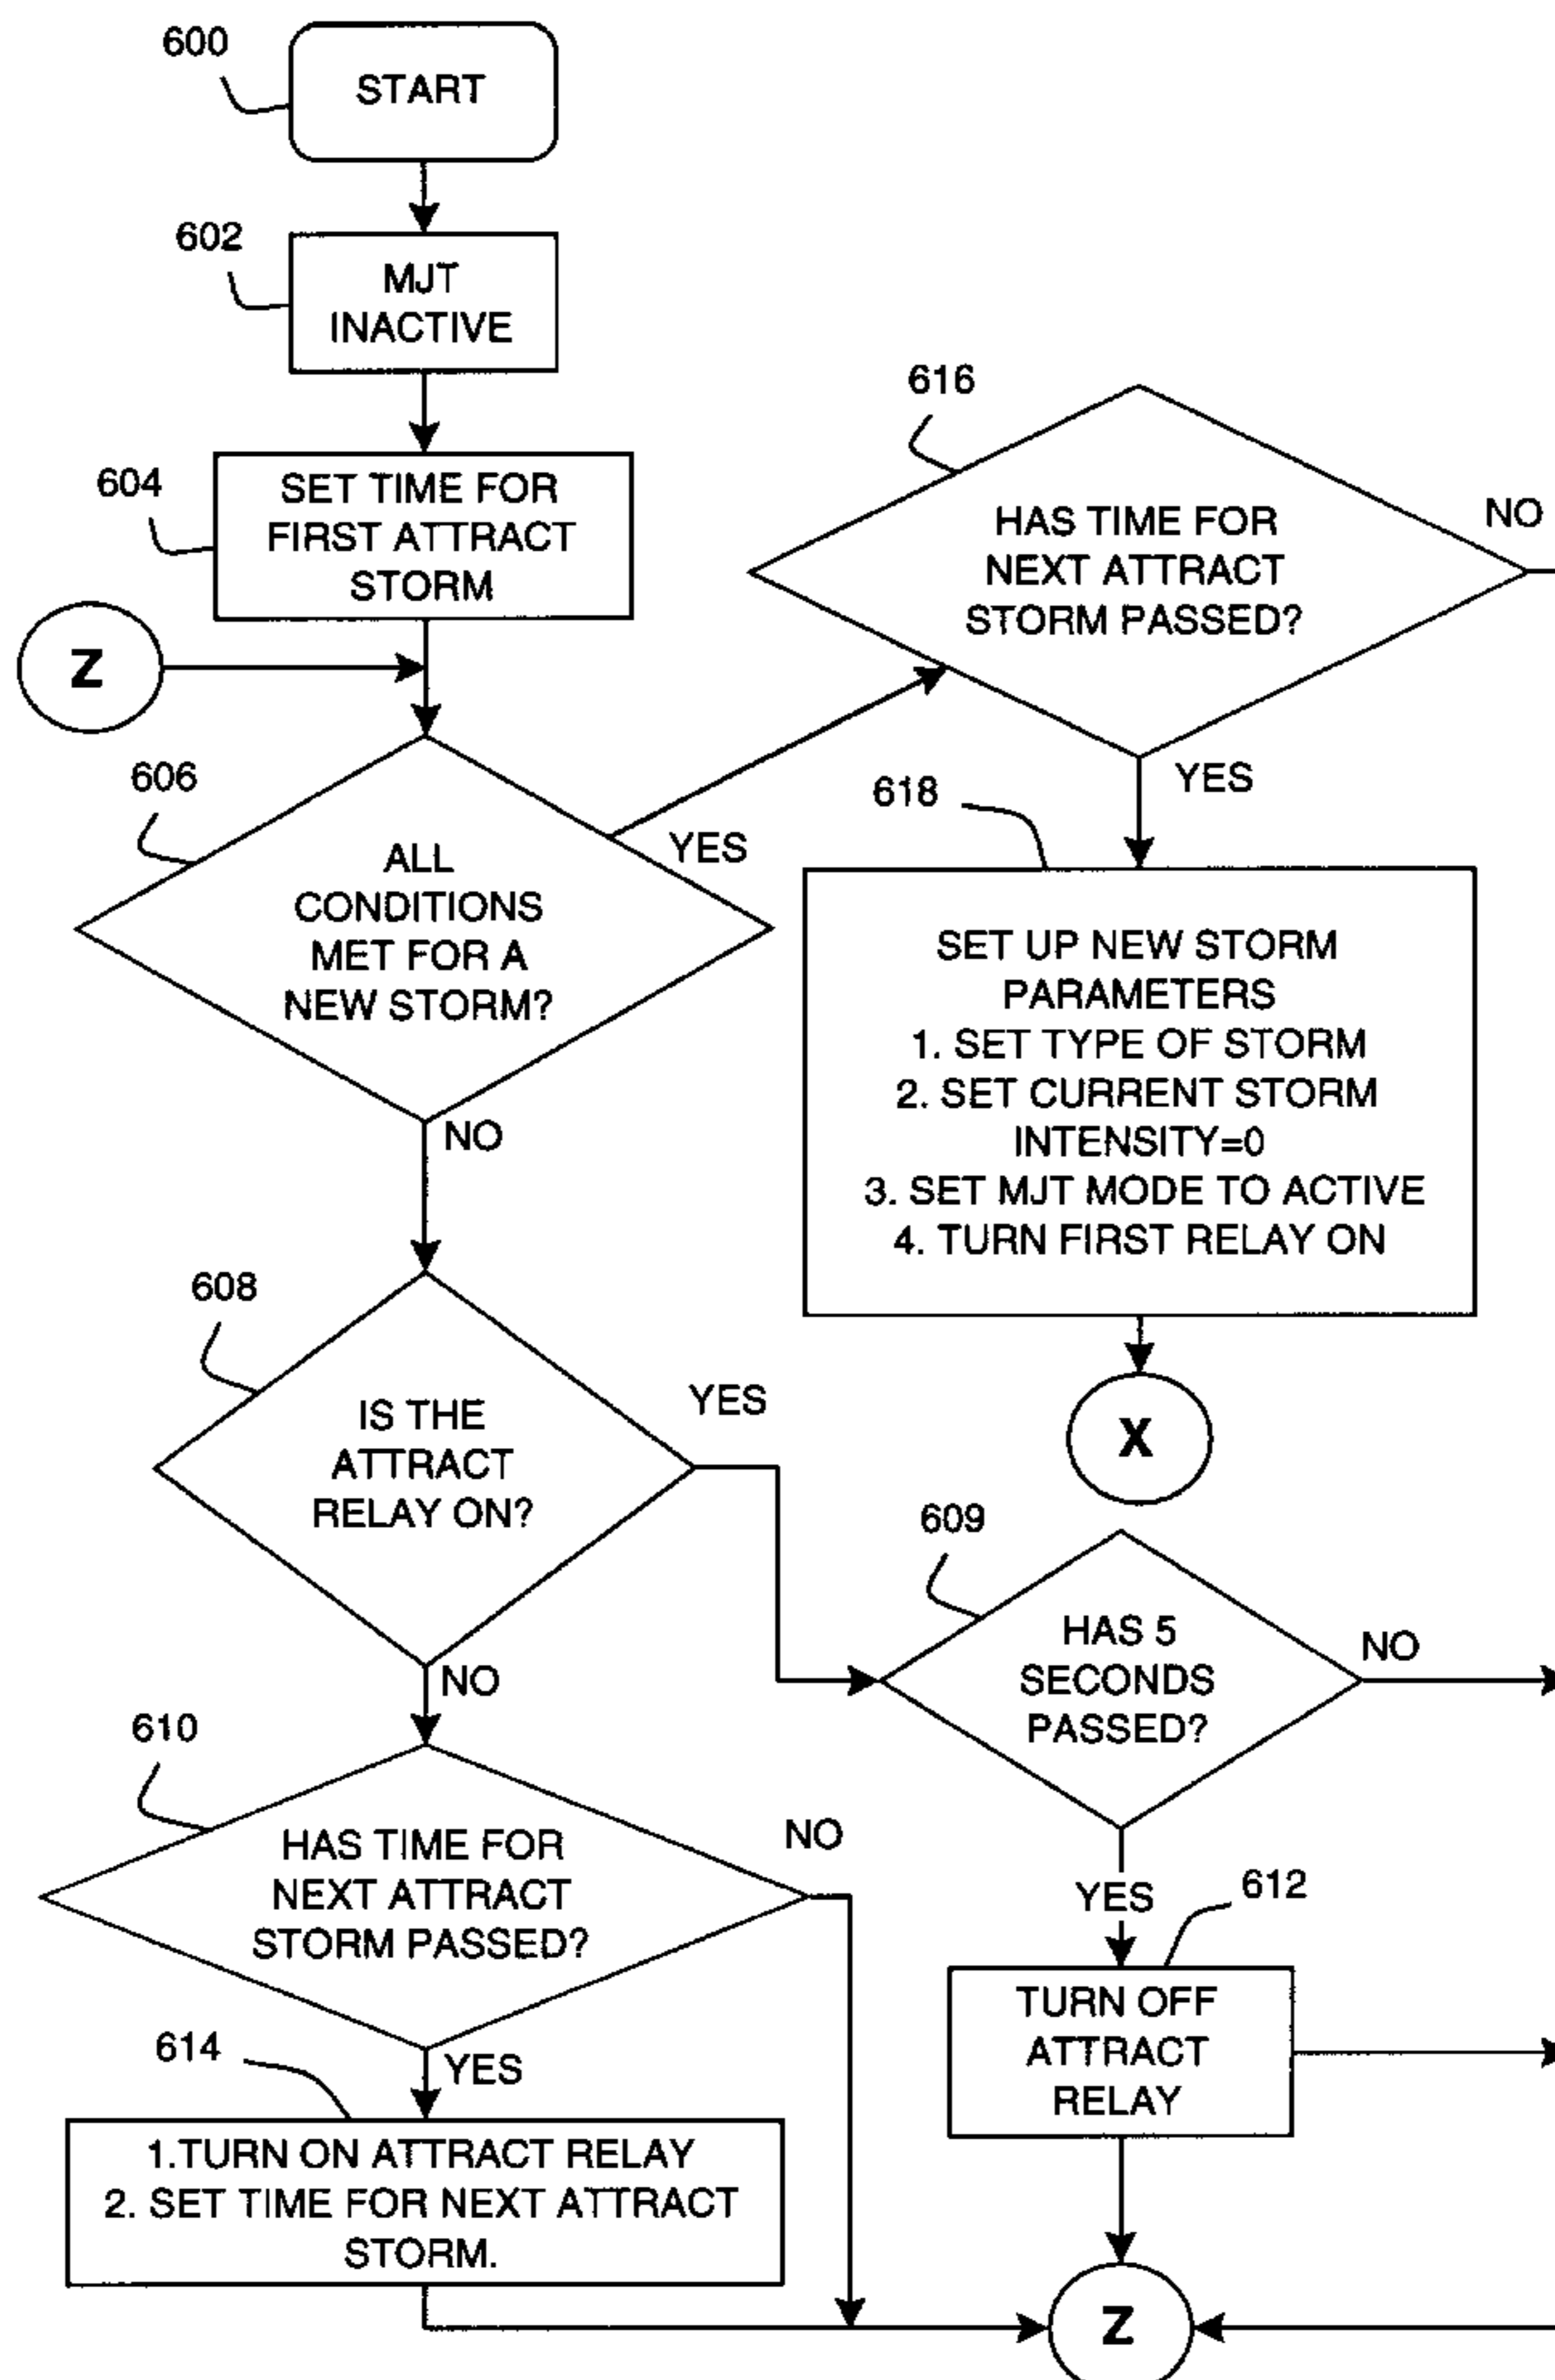 600
START
602
MJT
INACTIVE
604
SET TIME FOR
FIRST ATTRACT
STORM
Z
606
ALL
CONDITIONS
MET FOR A
NEW STORM?
YES
NO
616
HAS TIME FOR
NEXT ATTRACT
STORM PASSED?
NO
YES
618
SET UP NEW STORM
PARAMETERS
1. SET TYPE OF STORM
2. SET CURRENT STORM
INTENSITY=0
3. SET MJT MODE TO ACTIVE
4. TURN FIRST RELAY ON
X
608
IS THE
ATTRACT
RELAY ON?
YES
NO
609
HAS 5
SECONDS
PASSED?
NO
YES
610
HAS TIME FOR
NEXT ATTRACT
STORM PASSED?
NO
YES
612
TURN OFF
ATTRACT
RELAY
614
1.TURN ON ATTRACT RELAY
2. SET TIME FOR NEXT ATTRACT
STORM.
Z